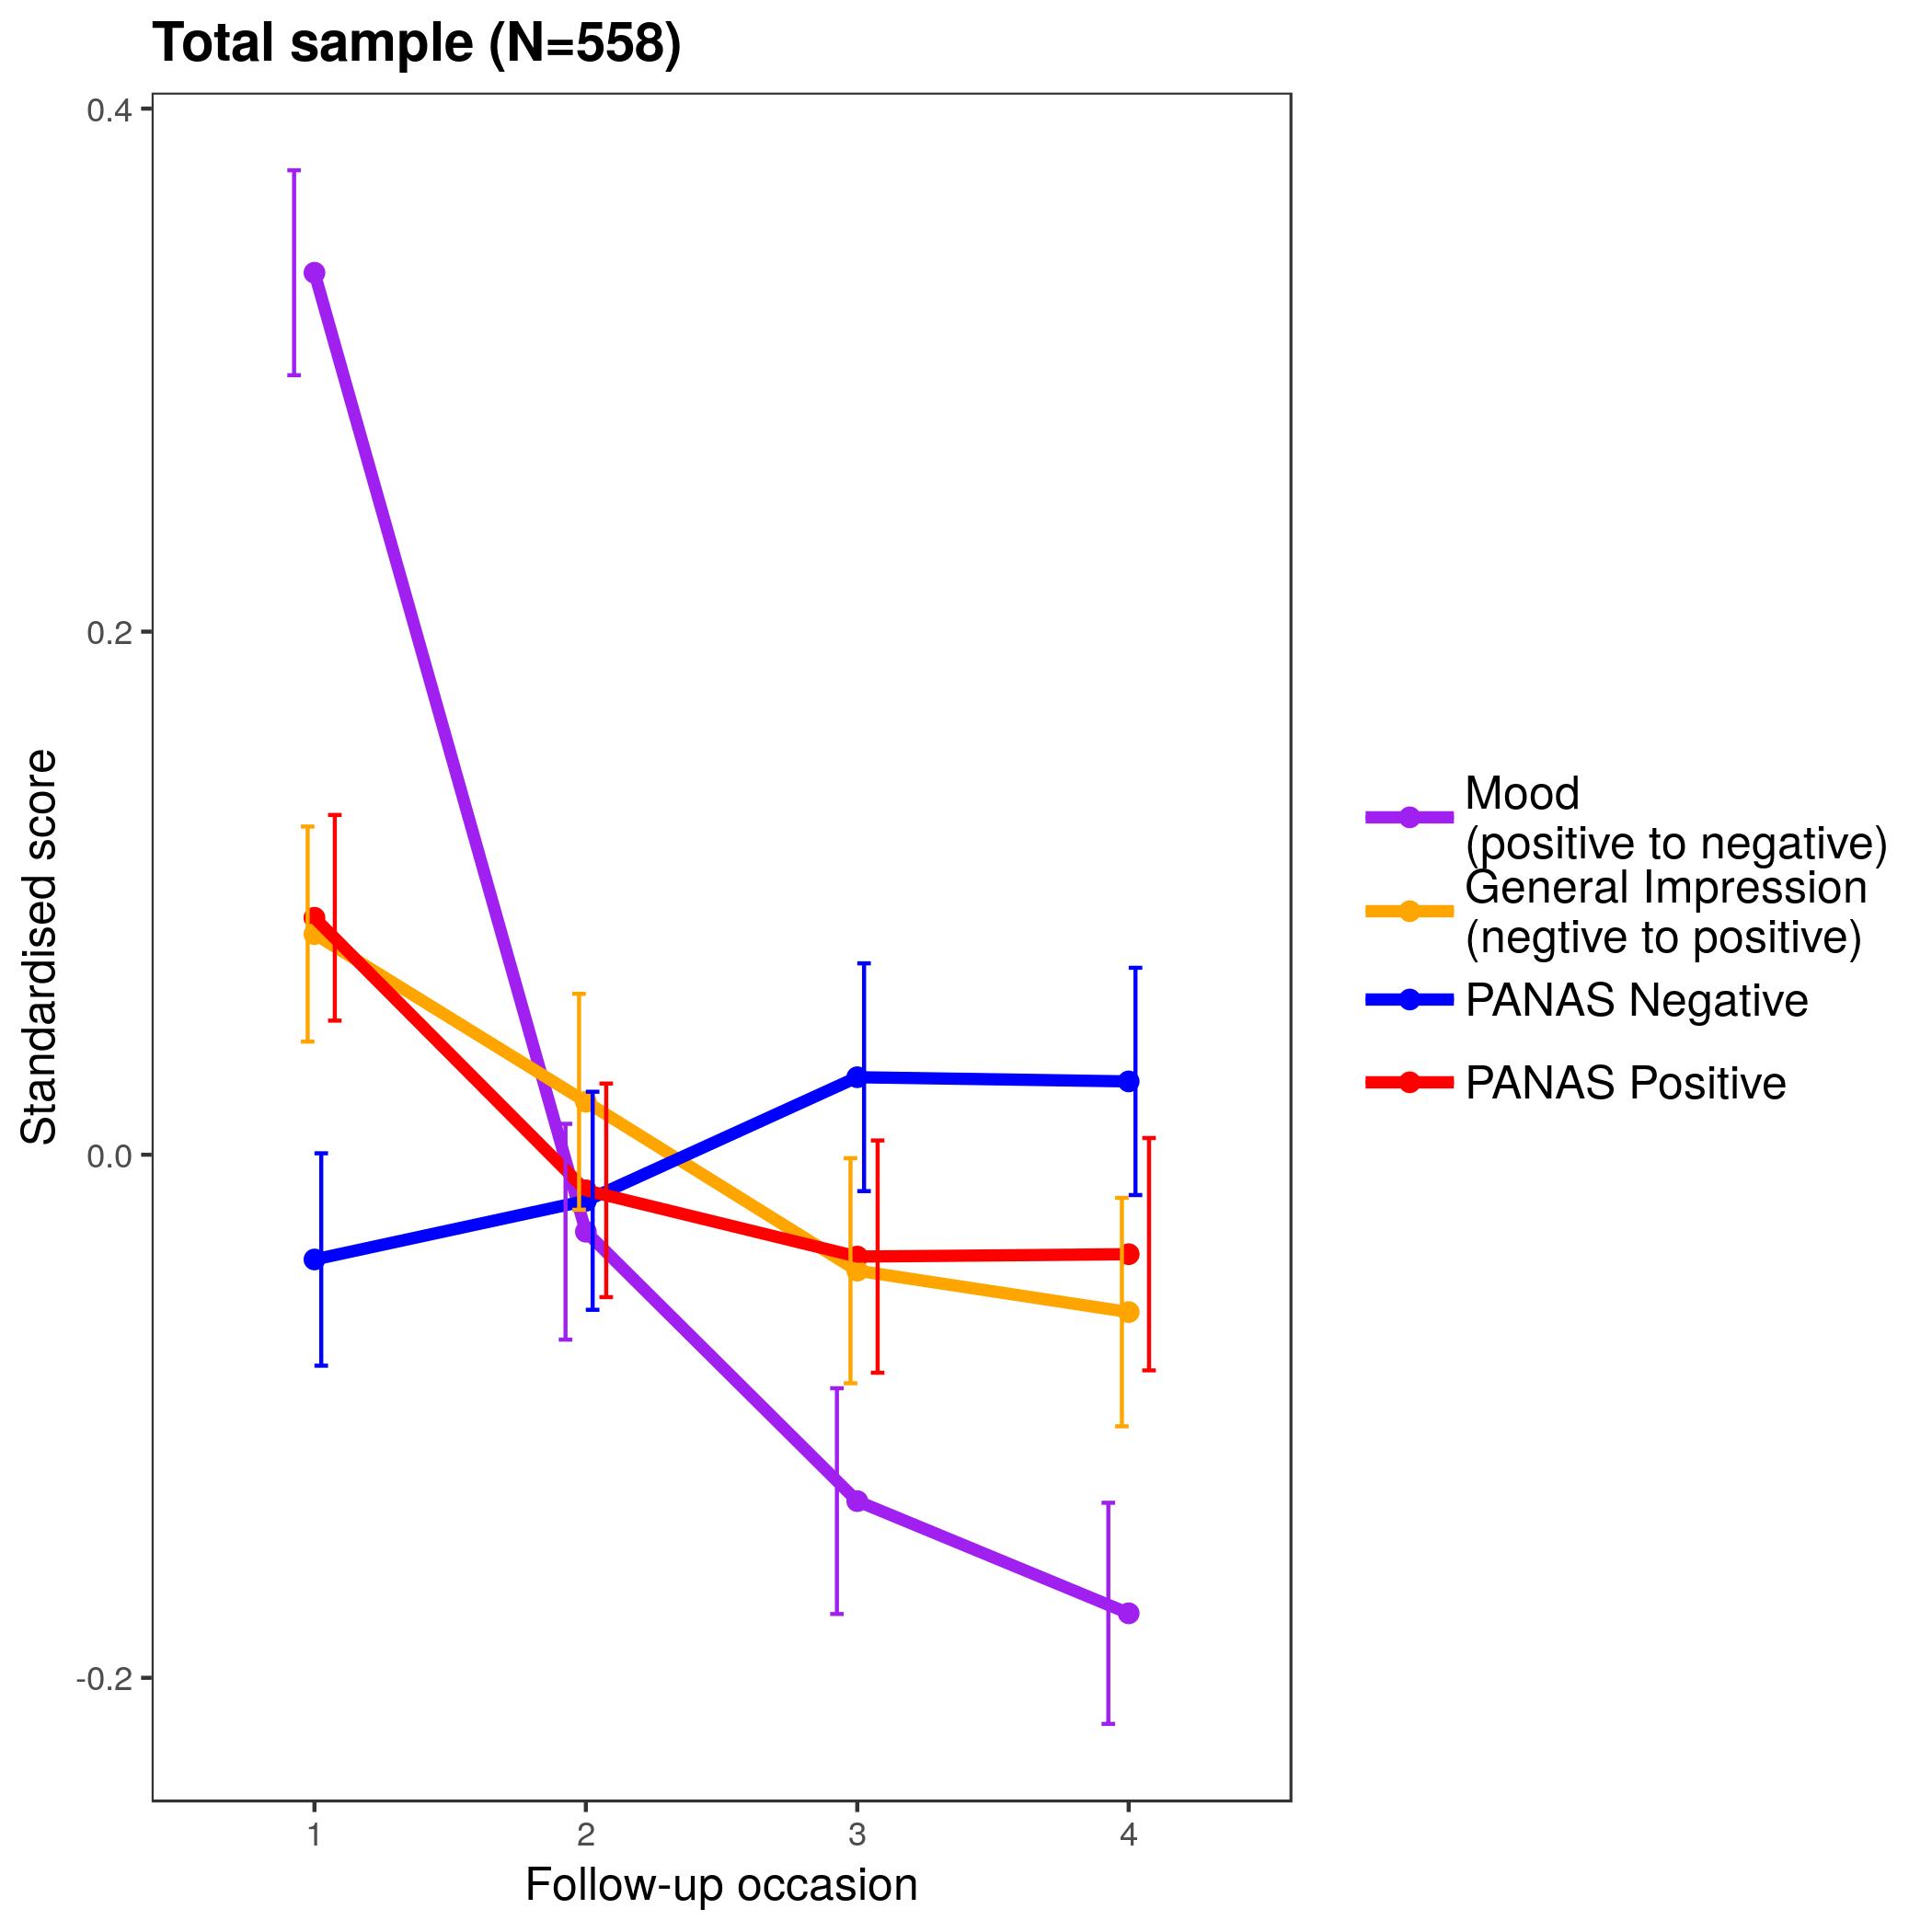 Total sample (N=558)
0.4
0.2
0.0
-0.2
Standardised score
1 2 3 4
Follow-up occasion
Mood
(positive to negative)
General Impression
(negtive to positive)
PANAS Negative
PANAS Positive